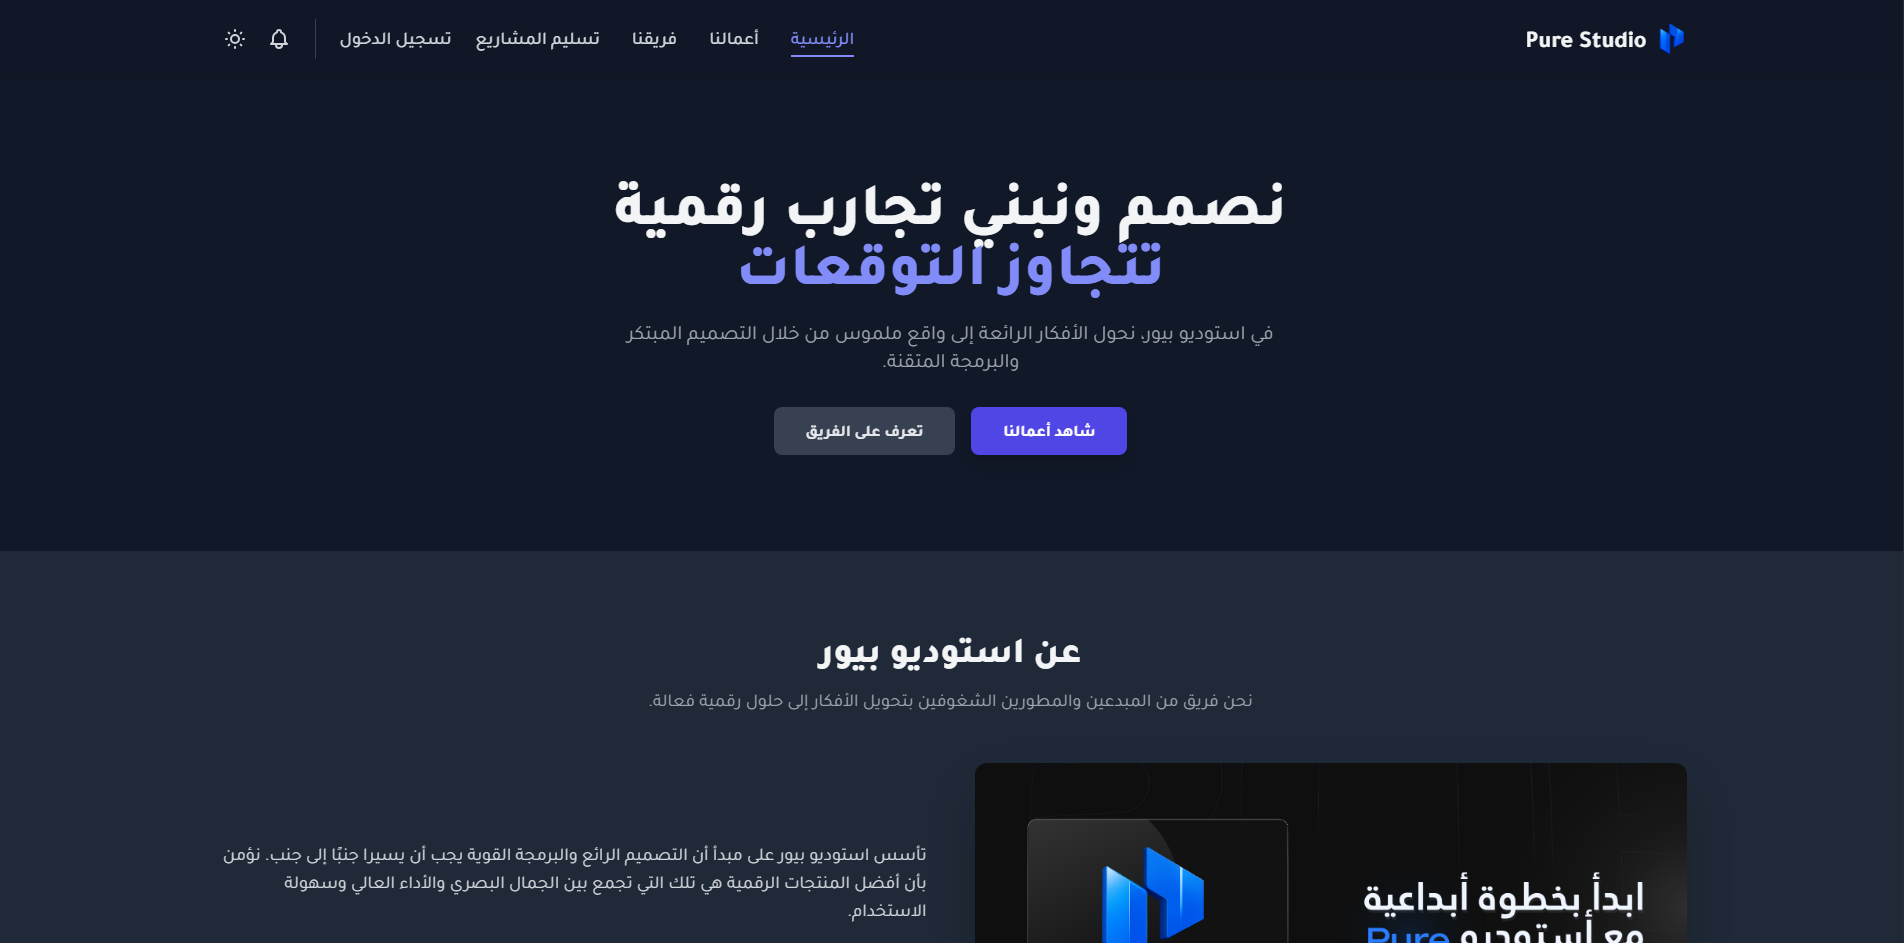 Pure Studio
الرئيسية
أعمالنا
فريقنا
تسليم المشاريع
تسجيل الدخول
نصمم ونبني تجارب رقمية
تتجاوز التوقعات
في استوديو بيور، نحول الأفكار الرائعة إلى واقع ملموس من خلال التصميم المبتكر
والبرمجة المتقنة.
شاهد أعمالنا
تعرف على الفريق
عن استوديو بيور
نحن فريق من المبدعين والمطورين الشغوفين بتحويل الأفكار إلى حلول رقمية فعالة.
ابدأ بخطوة أبداعية
مع أستوديو Pure
تأسس استوديو بيور على مبدأ أن التصميم الرائع والبرمجة القوية يجب أن يسيرا جنبًا إلى جنب. نؤمن
بأن أفضل المنتجات الرقمية هي تلك التي تجمع بين الجمال البصري والأداء العالي وسهولة
الاستخدام.